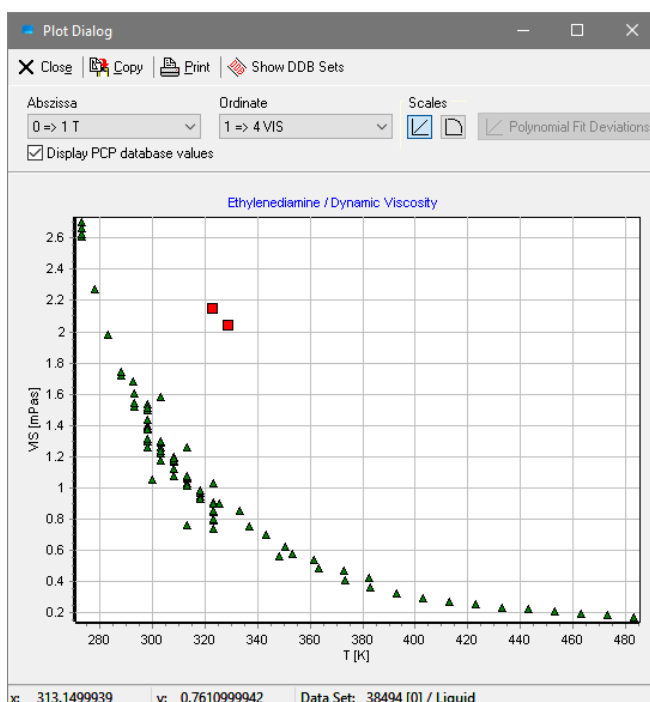 Plot Dialog
Close Copy Print Show DDB Sets
Abszissa Ordinate Scales
0 => 1 T 1 => 4 VIS Polynomial Fit Deviations
Display PCP database values
Ethylenediamine / Dynamic Viscosity
2.6
2.4
2.2
2
1.8
1.6
1.4
1.2
1
0.8
0.6
0.4
0.2
VIS [mPas]
280 300 320 340 360 380 400 420 440 460 480
T [K]
x: 313.1499939 y: 0.7610999942 Data Set: 38494 [0] / Liquid